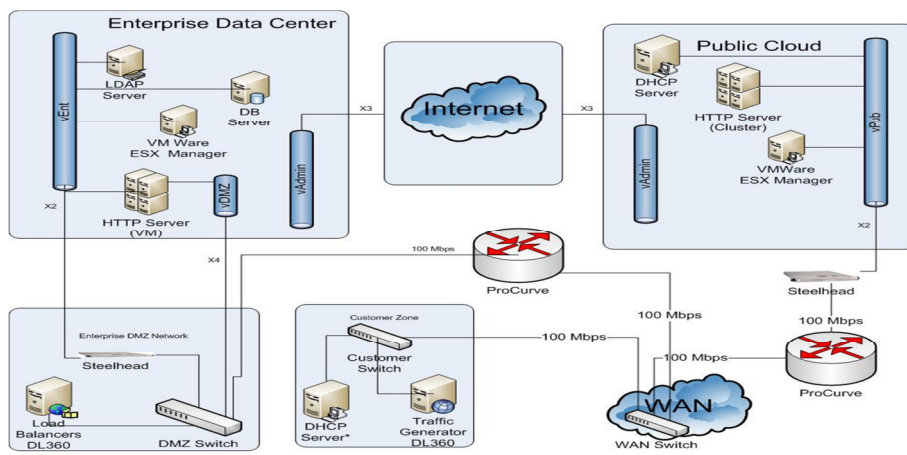 Enterprise Data Center
vEnt
LDAP
Server
DB
Server
VM Ware
ESX Manager
HTTP Server
(VM)
vDMZ
vAdmin
X2
X4
X3
Internet
X3
Public Cloud
DHCP
Server
HTTP Server
(Cluster)
VMWare
ESX Manager
vAdmin
vPub
X2
100 Mbps
ProCurve
100 Mbps
Steelhead
100 Mbps
ProCurve
100 Mbps
Enterprise DMZ Network
Steelhead
Load
Balancers
DL360
DMZ Switch
Customer Zone
Customer
Switch
DHCP
Server*
Traffic
Generator
DL360
100 Mbps
WAN
WAN Switch